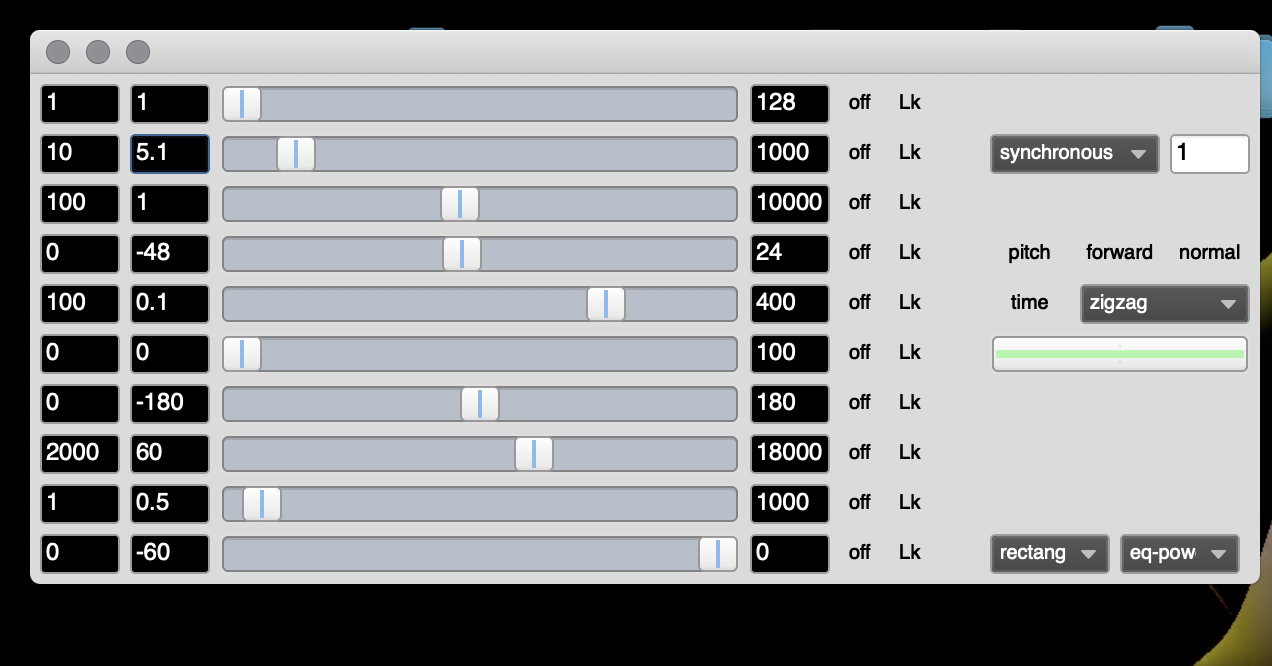 1 1 128 off Lk
10 5.1 1000 off Lk synchronous 1
100 1 10000 off Lk
0 -48 24 off Lk pitch forward normal
100 0.1 400 off Lk time zigzag
0 0 100 off Lk
0 -180 180 off Lk
2000 60 18000 off Lk
1 0.5 1000 off Lk
0 -60 0 off Lk rectang eq-pow